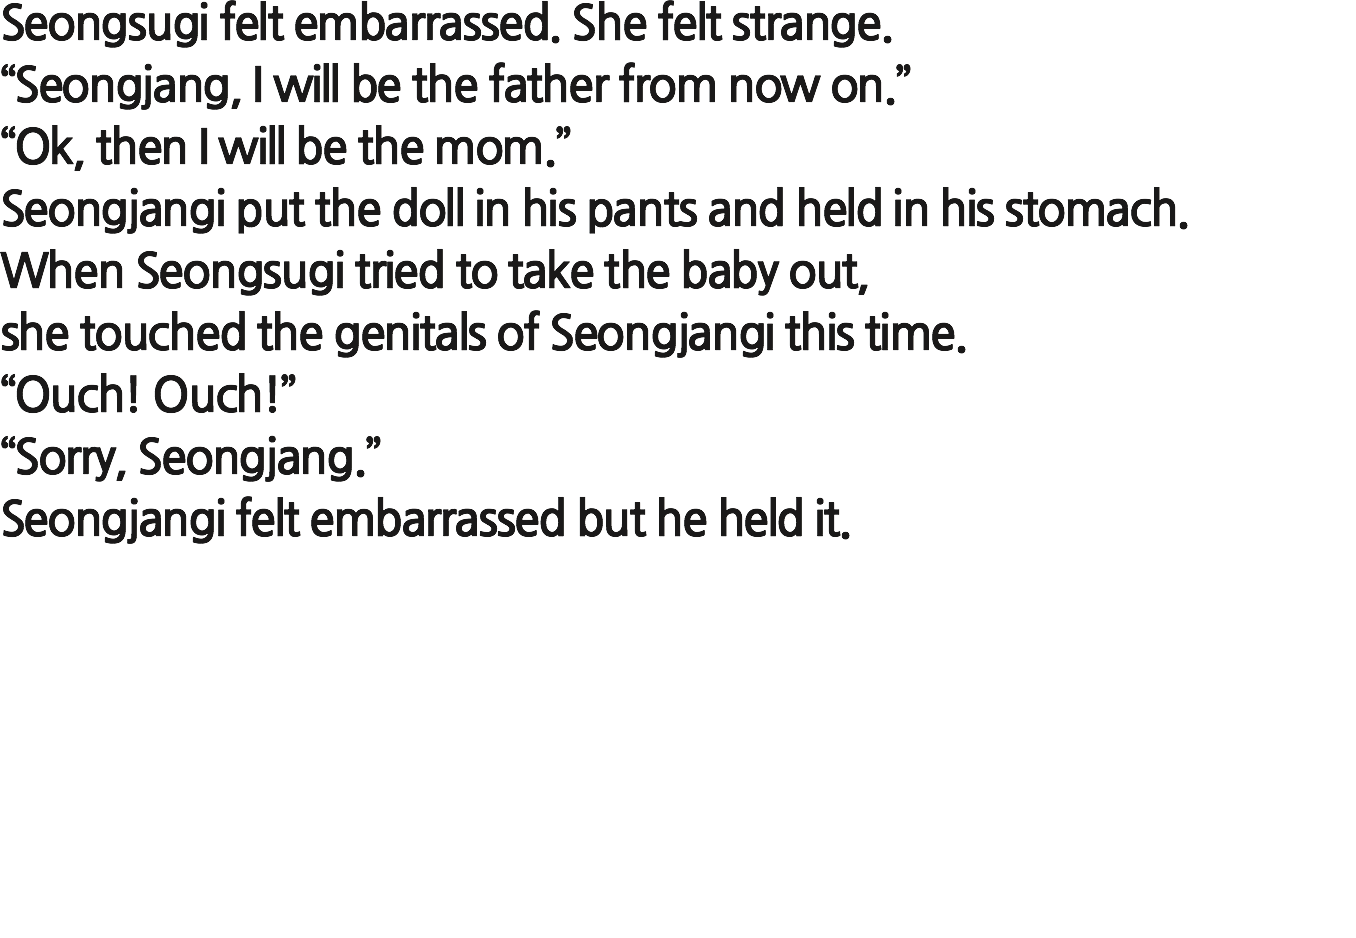 Seongsugi felt embarrassed. She felt strange.
“Seongjang, I will be the father from now on.”
“Ok, then I will be the mom.”
Seongjangi put the doll in his pants and held in his stomach.
When Seongsugi tried to take the baby out,
she touched the genitals of Seongjangi this time.
“Ouch! Ouch!”
“Sorry, Seongjang.”
Seongjangi felt embarrassed but he held it.